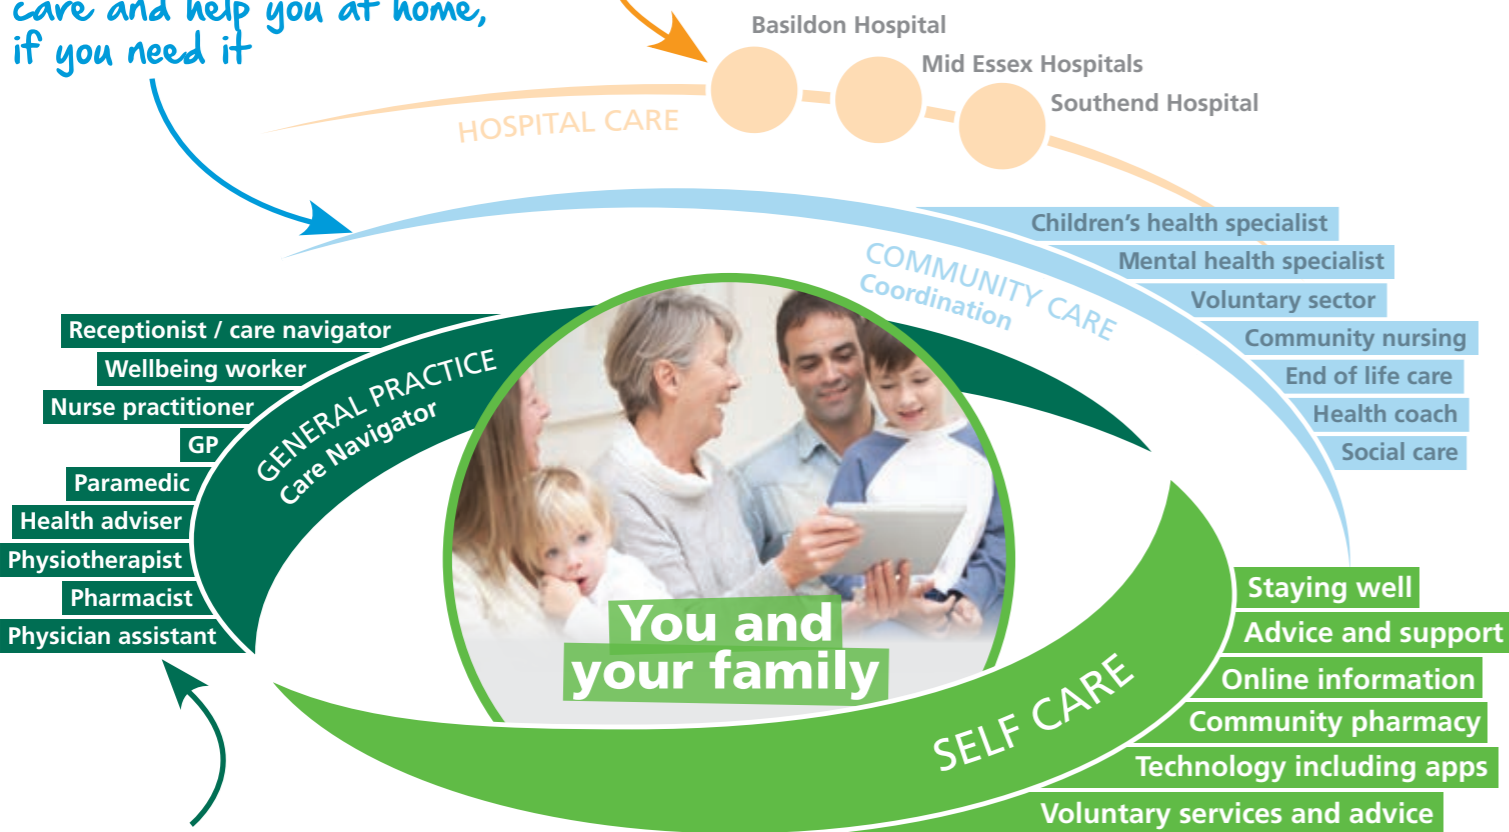 care and help you at home,
if you need it
Basildon Hospital
Mid Essex Hospitals
Southend Hospital
HOSPITAL CARE
Children’s health specialist
Mental health specialist
Voluntary sector
Community nursing
End of life care
Health coach
Social care
COMMUNITY CARE
Coordination
Receptionist / care navigator
Wellbeing worker
Nurse practitioner
GP
Paramedic
Health adviser
Physiotherapist
Pharmacist
Physician assistant
GENERAL PRACTICE
Care Navigator
You and
your family
SELF CARE
Staying well
Advice and support
Online information
Community pharmacy
Technology including apps
Voluntary services and advice